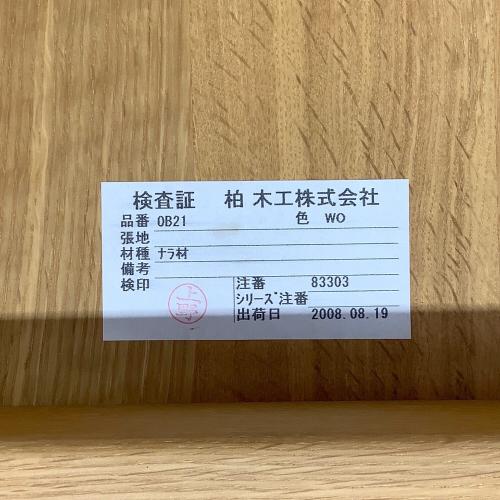 検査証 柏木工株式会社
品番 OB21 色 WO
張地
材種 ナラ材
備考
検印 注番 83303
上野
シリーズ注番
出荷日 2008.08.19